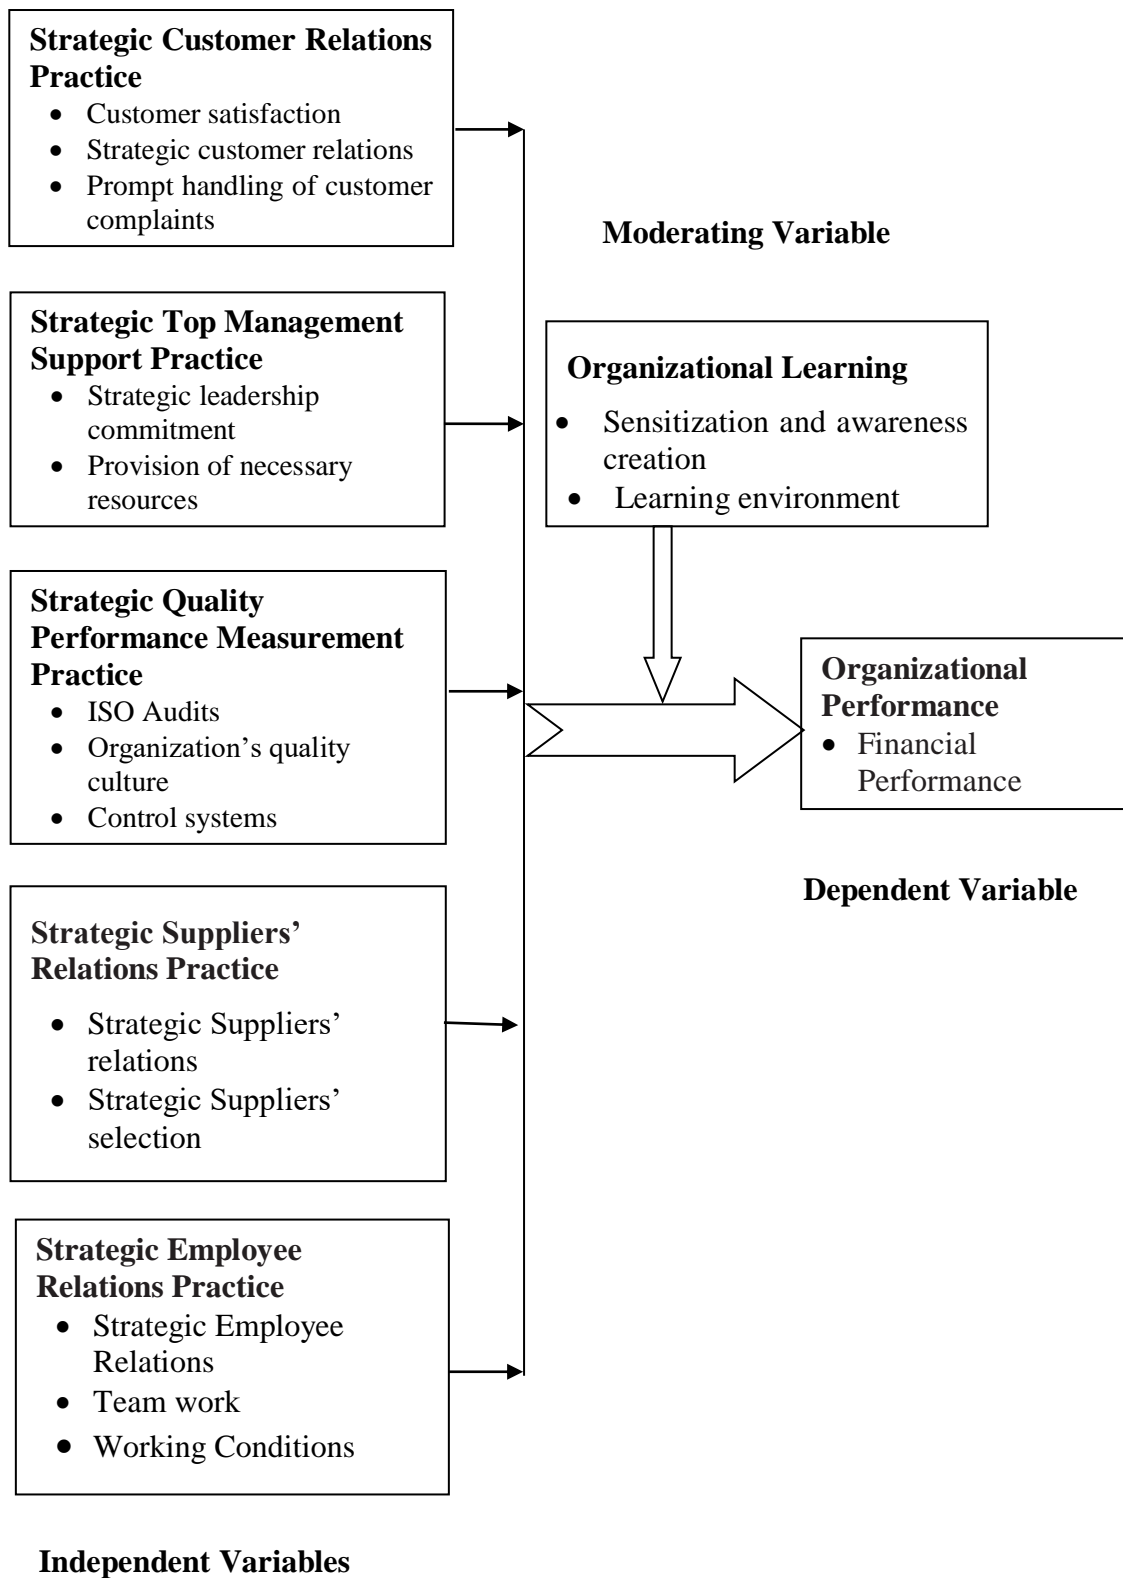 Strategic Customer Relations
Practice
• Customer satisfaction
• Strategic customer relations
• Prompt handling of customer
complaints
Moderating Variable
Strategic Top Management
Support Practice
• Strategic leadership
commitment
• Provision of necessary
resources
Organizational Learning
• Sensitization and awareness
creation
• Learning environment
Strategic Quality
Performance Measurement
Practice
• ISO Audits
• Organization’s quality
culture
• Control systems
Organizational
Performance
• Financial
Performance
Dependent Variable
Strategic Suppliers’
Relations Practice
• Strategic Suppliers’
relations
• Strategic Suppliers’
selection
Strategic Employee
Relations Practice
• Strategic Employee
Relations
• Team work
• Working Conditions
Independent Variables